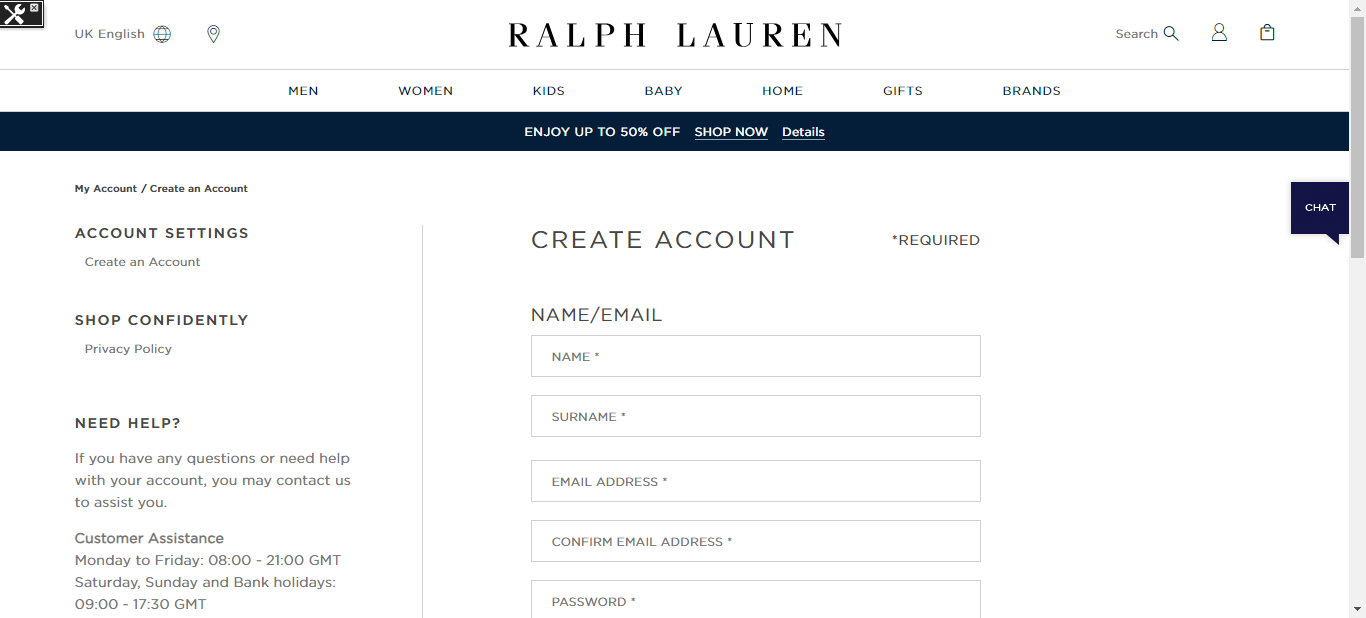 UK English
RALPH LAUREN
Search
MEN WOMEN KIDS BABY HOME GIFTS BRANDS
ENJOY UP TO 50% OFF SHOP NOW Details
My Account / Create an Account
CHAT
ACCOUNT SETTINGS
Create an Account
SHOP CONFIDENTLY
Privacy Policy
NEED HELP?
If you have any questions or need help
with your account, you may contact us
to assist you.
Customer Assistance
Monday to Friday: 08:00 - 21:00 GMT
Saturday, Sunday and Bank holidays:
09:00 - 17:30 GMT
CREATE ACCOUNT
*REQUIRED
NAME/EMAIL
NAME *
SURNAME *
EMAIL ADDRESS *
CONFIRM EMAIL ADDRESS *
PASSWORD *